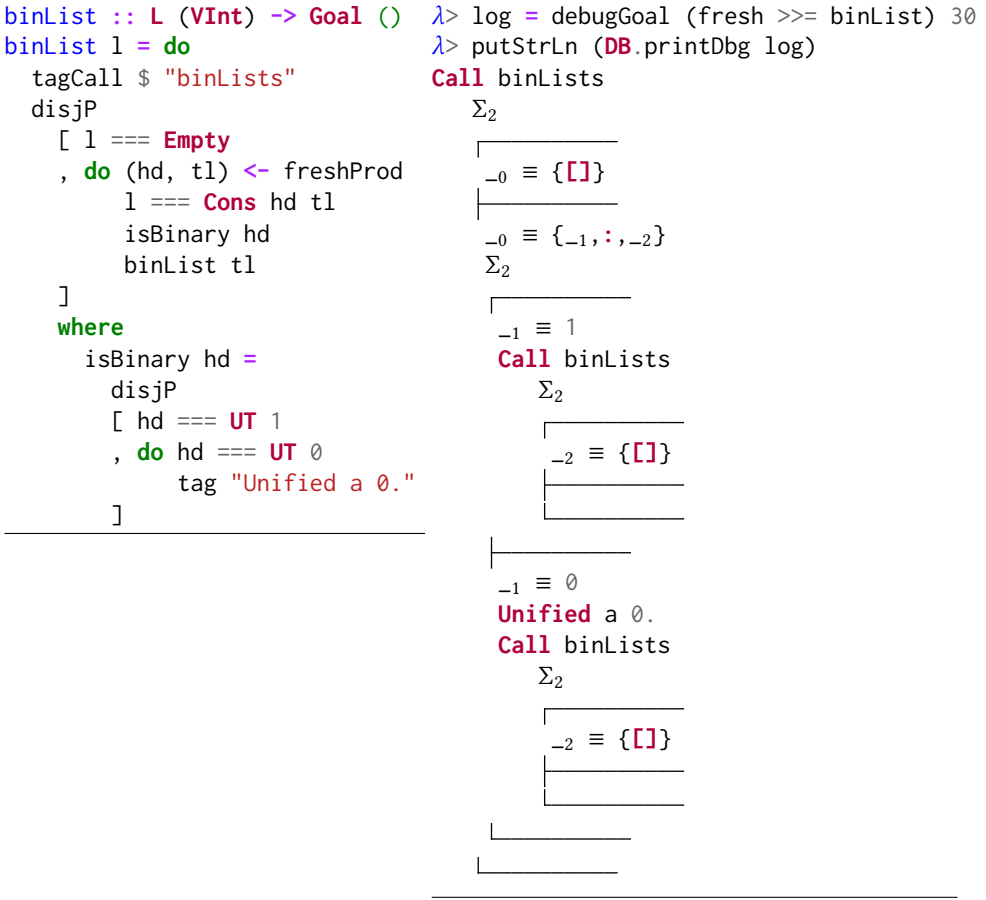 binList :: L (VInt) -> Goal ()
binList l = do
  tagCall $ "binLists"
  disjP
    [ l === Empty
    , do (hd, tl) <- freshProd
         l === Cons hd tl
         isBinary hd
         binList tl
    ]
    where
      isBinary hd =
        disjP
        [ hd === UT 1
        , do hd === UT 0
             tag "Unified a 0."
        ]
λ> log = debugGoal (fresh >>= binList) 30
λ> putStrLn (DB.printDbg log)
Call binLists
Σ₂
_₀ ≡ {[]}
_₀ ≡ {_₁,:,_₂}
Σ₂
_₁ ≡ 1
Call binLists
Σ₂
_₂ ≡ {[]}
_₁ ≡ 0
Unified a 0.
Call binLists
Σ₂
_₂ ≡ {[]}